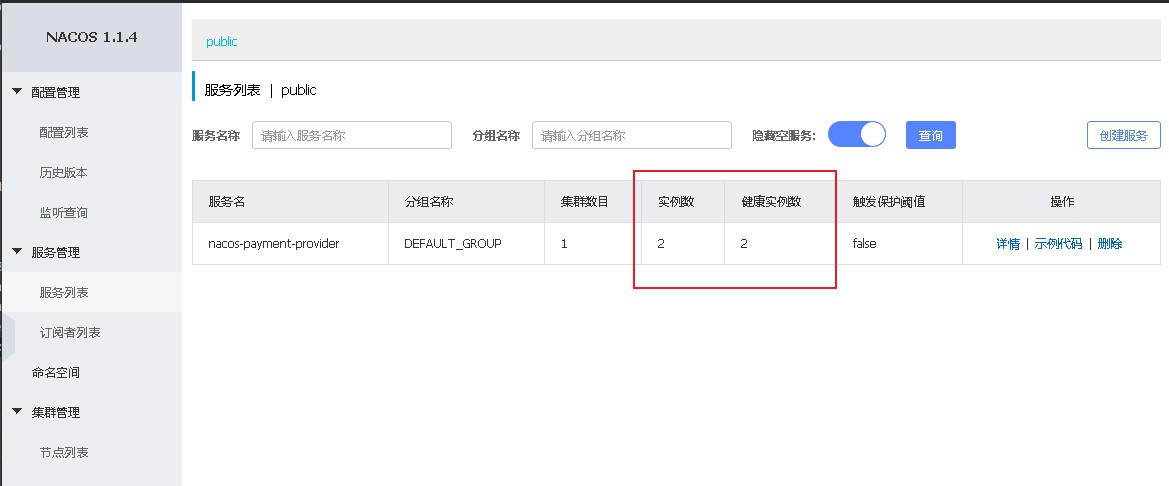 NACOS 1.1.4
配置管理
配置列表
历史版本
监听查询
服务管理
服务列表
订阅者列表
命名空间
集群管理
节点列表
public
服务列表 | public
服务名称 请输入服务名称 分组名称 请输入分组名称 隐藏空服务: 查询 创建服务
服务名 分组名称 集群数目 实例数 健康实例数 触发保护阈值 操作
nacos-payment-provider DEFAULT_GROUP 1 2 2 false 详情 | 示例代码 | 删除